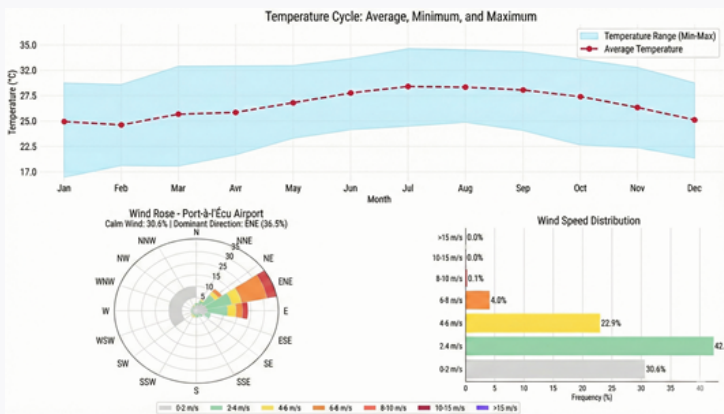 Temperature Cycle: Average, Minimum, and Maximum
Temperature (°C)
35.0
32.0
27.5
25.0
22.5
17.0
Temperature Range (Min-Max)
Average Temperature
Jan Feb Mar Avr May Jun Jul Aug Sep Oct Nov Dec
Month
Wind Rose - Port-à-l'Écu Airport
Calm Wind: 30.6% | Dominant Direction: ENE (36.5%)
N
NNE
NE
ENE
E
ESE
SE
SSE
S
SSW
SW
WSW
W
WNW
NW
NNW
5
10
15
25
30
35
Wind Speed Distribution
>15 m/s 0.0%
10-15 m/s 0.0%
8-10 m/s 0.1%
6-8 m/s 4.0%
4-6 m/s 22.9%
2-4 m/s 42.
0-2 m/s 30.6%
0 5 10 15 20 25 30 35 40
Frequency (%)
0-2 m/s 2-4 m/s 4-6 m/s 6-8 m/s 8-10 m/s 10-15 m/s >15 m/s